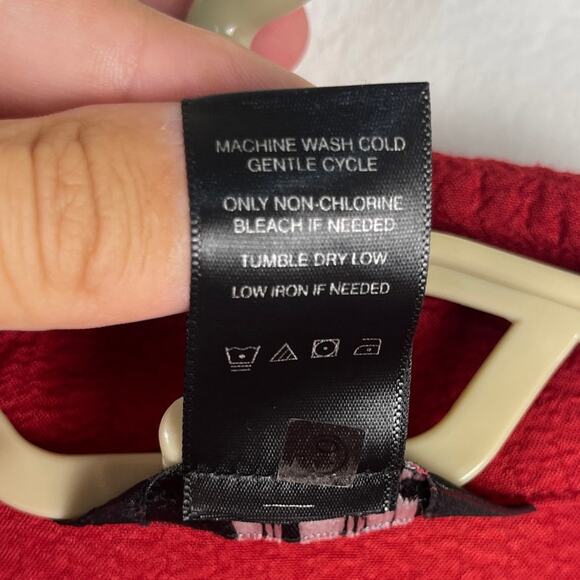 MACHINE WASH COLD
GENTLE CYCLE
ONLY NON-CHLORINE
BLEACH IF NEEDED
TUMBLE DRY LOW
LOW IRON IF NEEDED